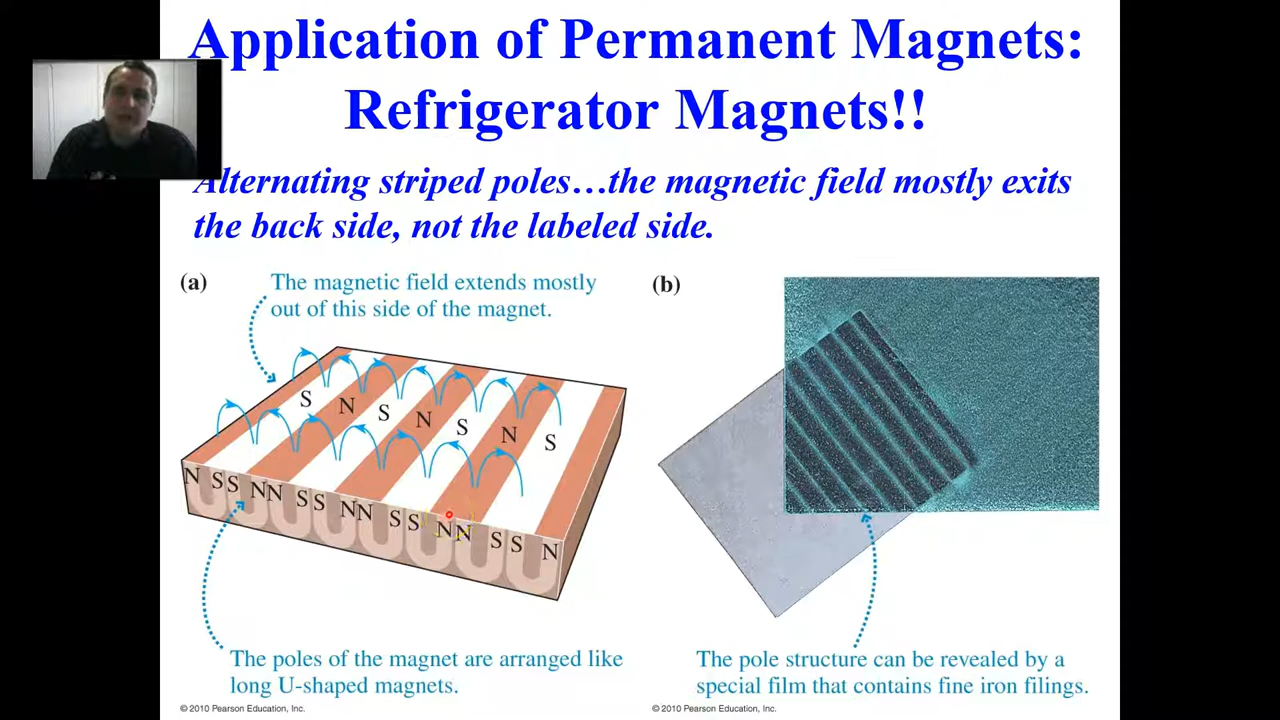 Application of Permanent Magnets:
Refrigerator Magnets!!
Alternating striped poles…the magnetic field mostly exits
the back side, not the labeled side.
(a)
The magnetic field extends mostly
out of this side of the magnet.
S N S N S N S
N S S N N S S N N S S N N S S N
The poles of the magnet are arranged like
long U-shaped magnets.
© 2010 Pearson Education, Inc.
(b)
The pole structure can be revealed by a
special film that contains fine iron filings.
© 2010 Pearson Education, Inc.